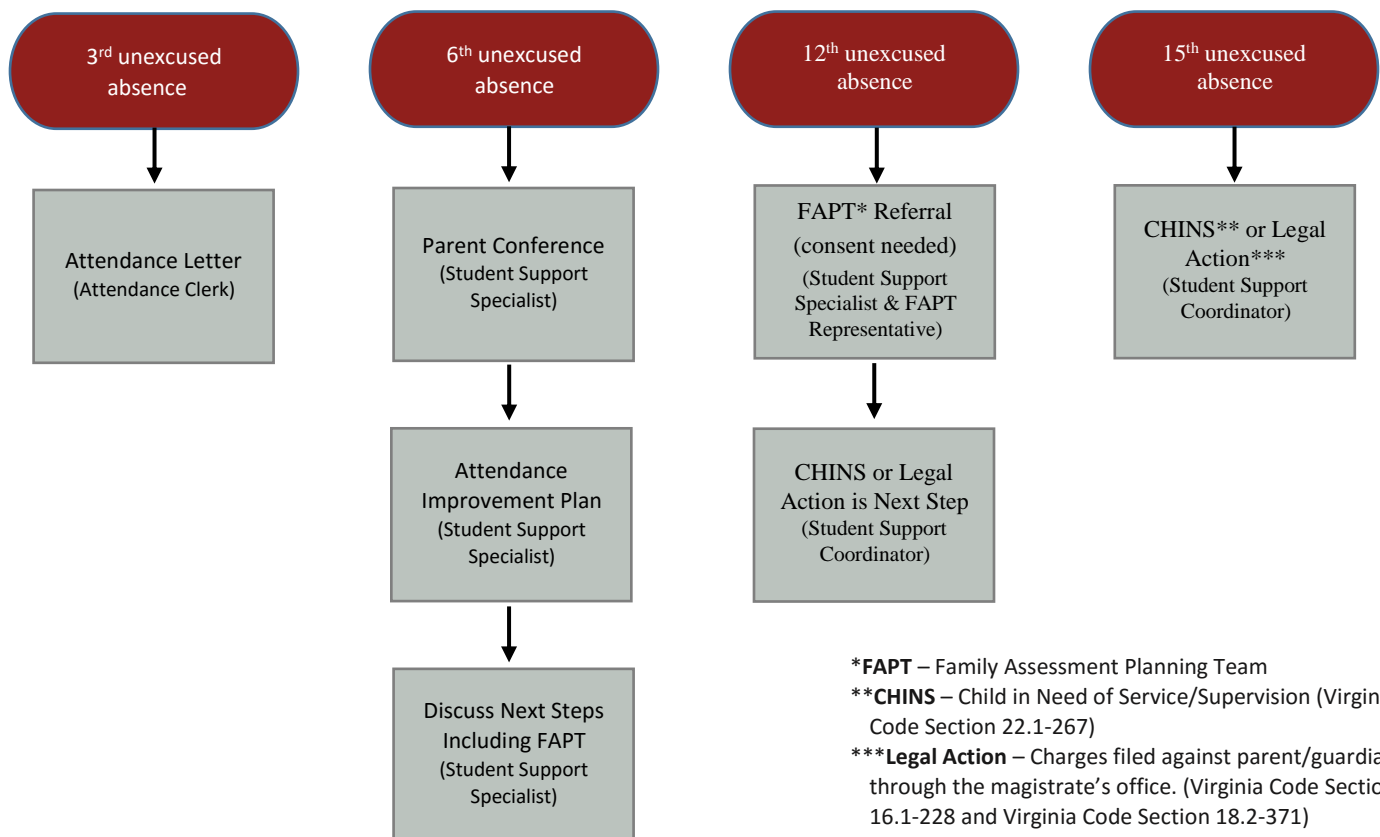 3rd unexcused
absence
Attendance Letter
(Attendance Clerk)
6th unexcused
absence
Parent Conference
(Student Support
Specialist)
Attendance
Improvement Plan
(Student Support
Specialist)
Discuss Next Steps
Including FAPT
(Student Support
Specialist)
12th unexcused
absence
FAPT* Referral
(consent needed)
(Student Support
Specialist & FAPT
Representative)
CHINS or Legal
Action is Next Step
(Student Support
Coordinator)
15th unexcused
absence
CHINS** or Legal
Action***
(Student Support
Coordinator)
*FAPT – Family Assessment Planning Team
**CHINS – Child in Need of Service/Supervision (Virgin
Code Section 22.1-267)
***Legal Action – Charges filed against parent/guardia
through the magistrate’s office. (Virginia Code Sectio
16.1-228 and Virginia Code Section 18.2-371)